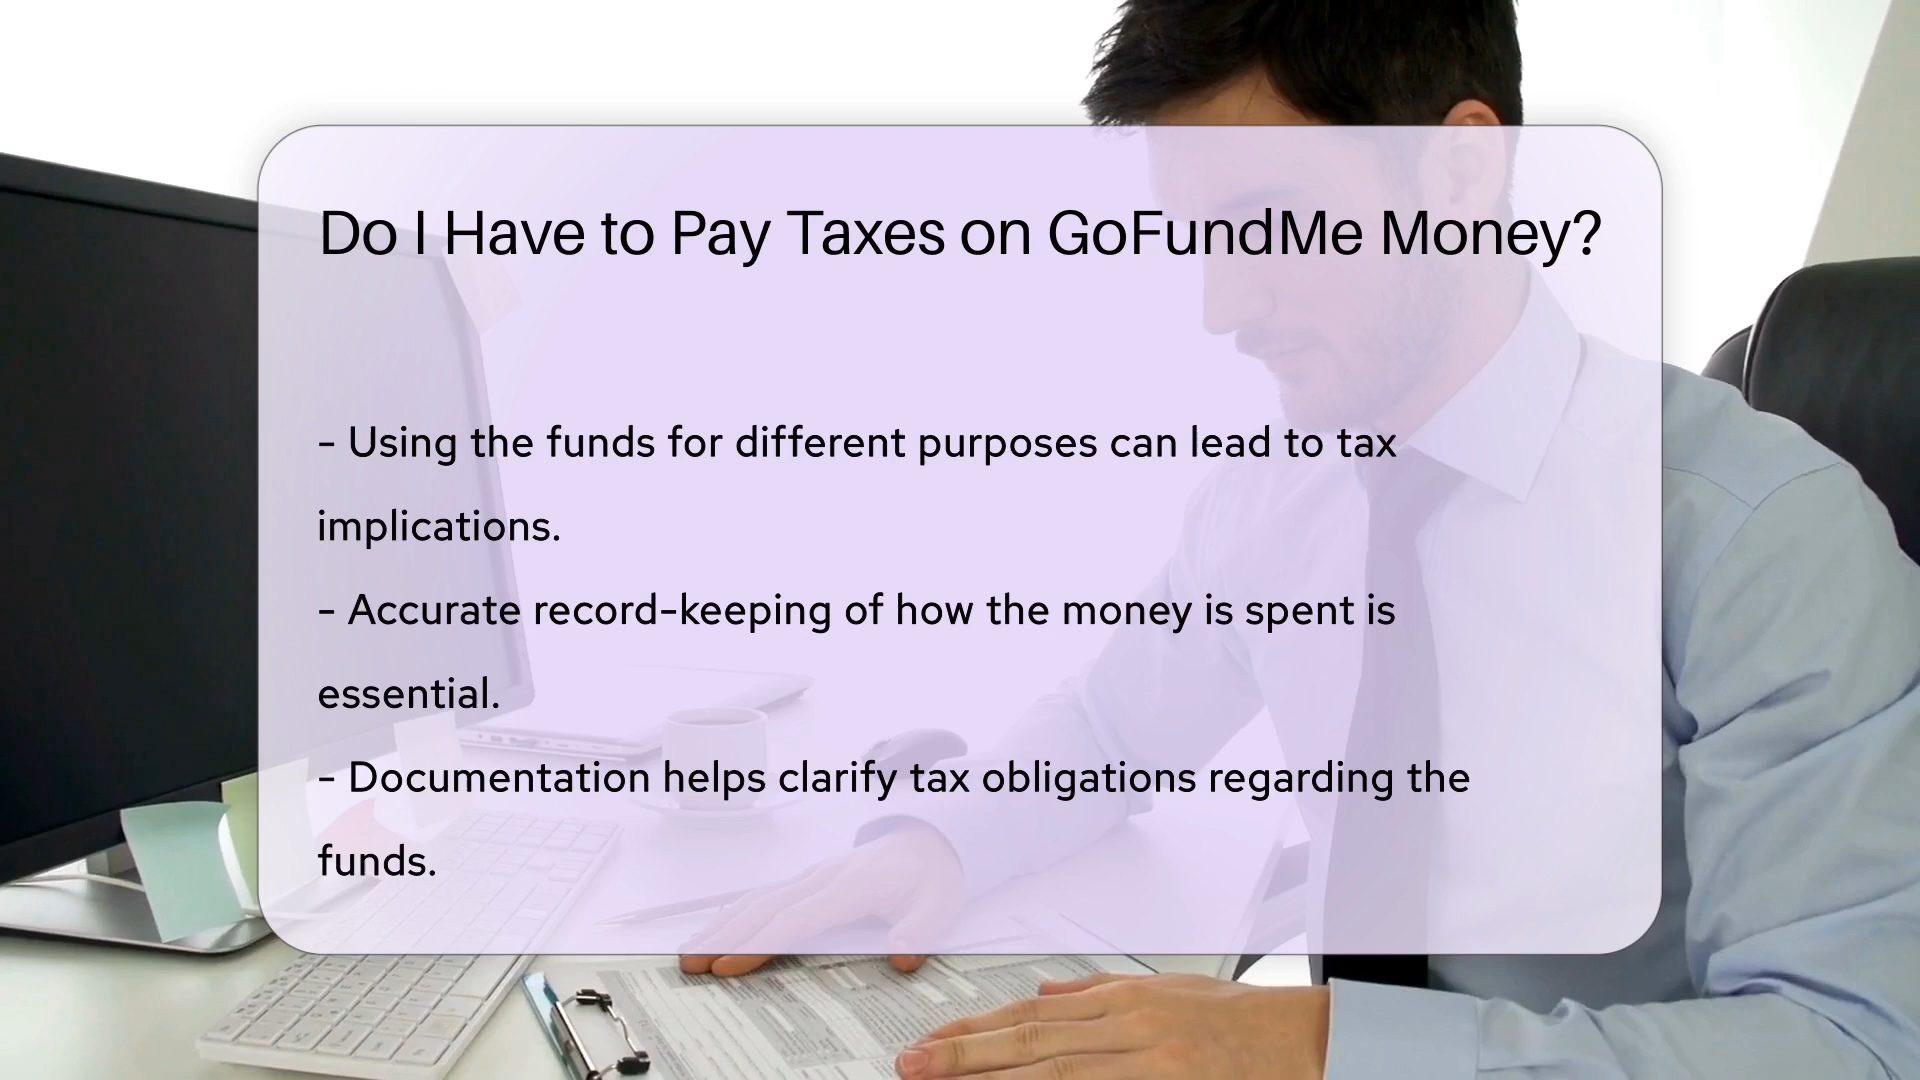 Do I Have to Pay Taxes on GoFundMe Money?
- Using the funds for different purposes can lead to tax
implications.
- Accurate record-keeping of how the money is spent is
essential.
- Documentation helps clarify tax obligations regarding the
funds.